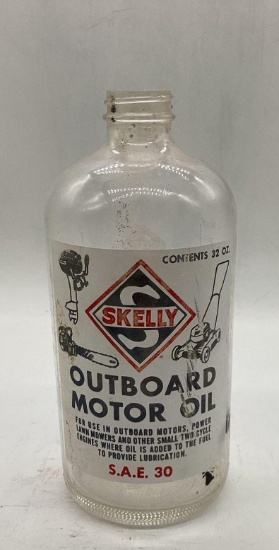 CONTENTS 32 OZ.
S
SKELLY
OUTBOARD
MOTOR OIL
FOR USE IN OUTBOARD MOTORS, POWER
LAWN MOWERS AND OTHER SMALL TWO CYCLE
ENGINES WHERE OIL IS ADDED TO THE FUEL
TO PROVIDE LUBRICATION.
S.A.E. 30